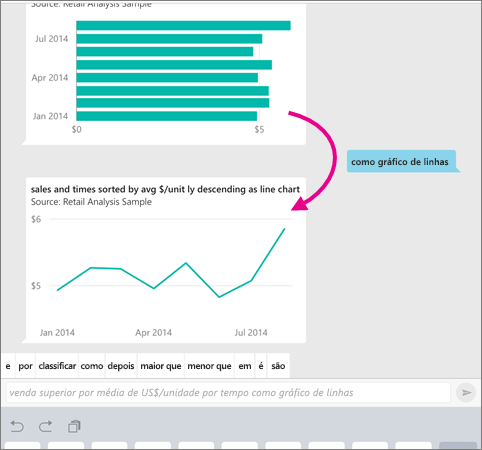 Source: Retail Analysis Sample
Jul 2014
Apr 2014
Jan 2014
$0 $5
como gráfico de linhas
sales and times sorted by avg $/unit ly descending as line chart
Source: Retail Analysis Sample
$6
$5
Jan 2014 Apr 2014 Jul 2014
e por classificar como depois maior que menor que em é são
venda superior por média de US$/unidade por tempo como gráfico de linhas